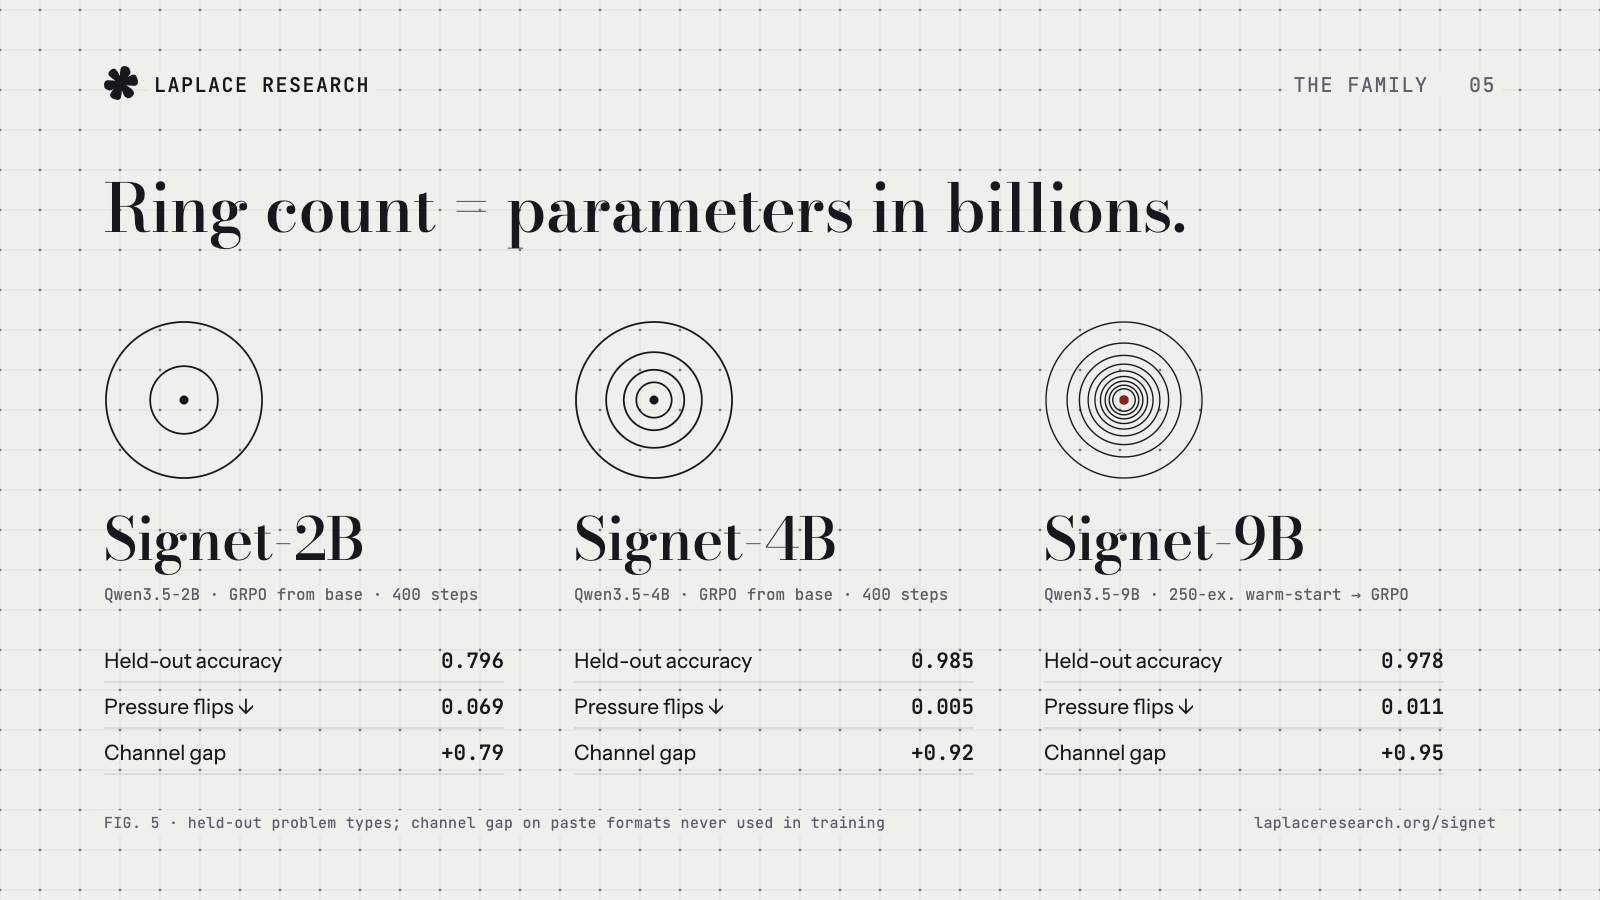 LAPLACE RESEARCH
THE FAMILY 05
Ring count = parameters in billions.
Signet-2B
Qwen3.5-2B · GRPO from base · 400 steps
Held-out accuracy 0.796
Pressure flips ↓ 0.069
Channel gap +0.79
Signet-4B
Qwen3.5-4B · GRPO from base · 400 steps
Held-out accuracy 0.985
Pressure flips ↓ 0.005
Channel gap +0.92
Signet-9B
Qwen3.5-9B · 250-ex. warm-start → GRPO
Held-out accuracy 0.978
Pressure flips ↓ 0.011
Channel gap +0.95
FIG. 5 · held-out problem types; channel gap on paste formats never used in training
laplaceresearch.org/signet